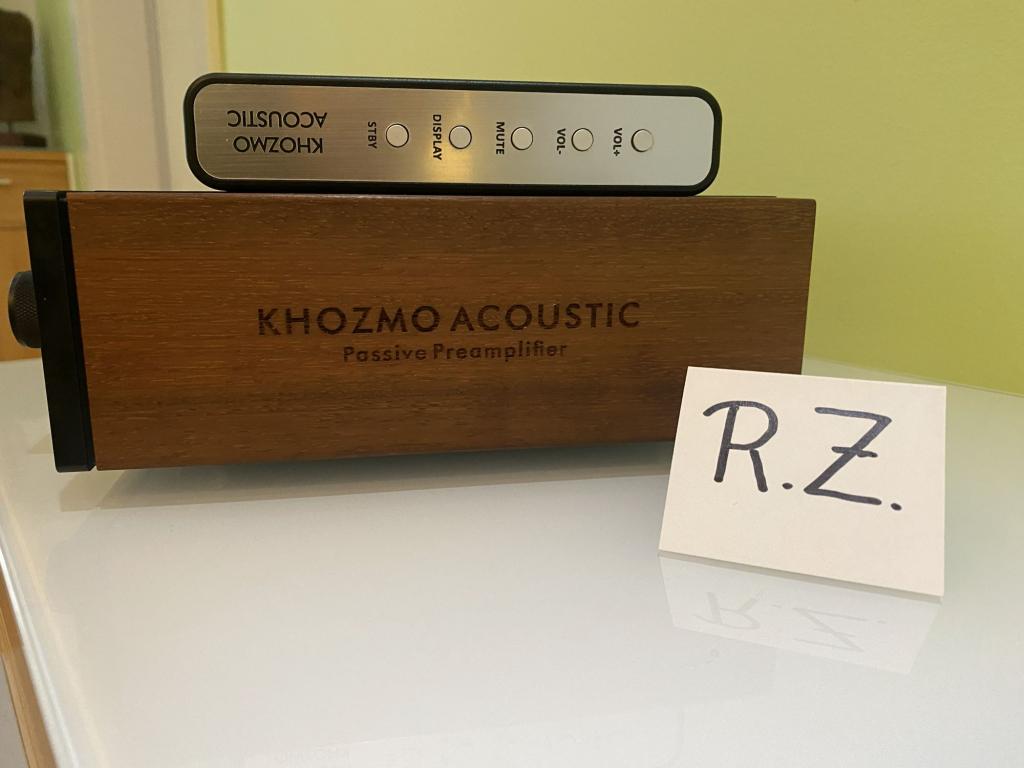 KHOZMO
ACOUSTIC
STBY
DISPLAY
MUTE
VOL-
VOL+
KHOZMO ACOUSTIC
Passive Preamplifier
R.Z.